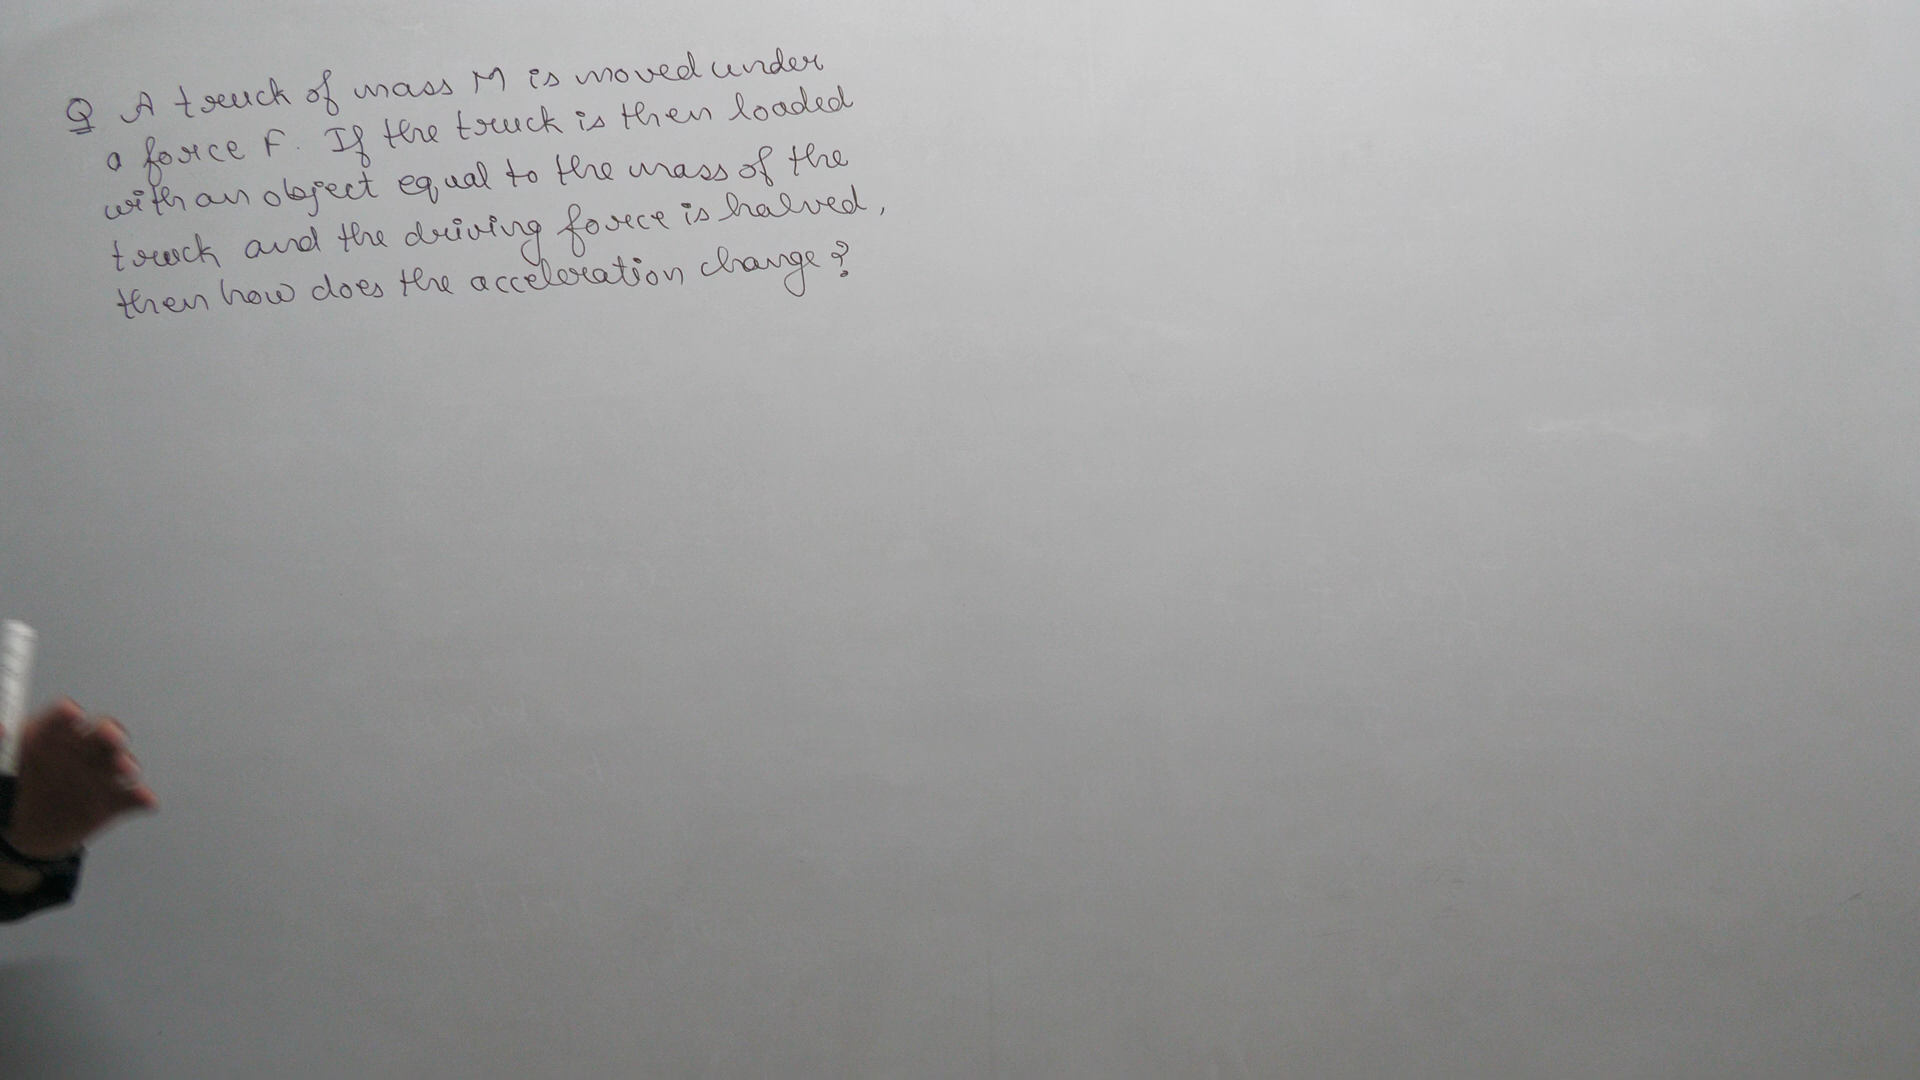 Q A truck of mass M is moved under
a force F. If the truck is then loaded
with an object equal to the mass of the
truck and the driving force is halved,
then how does the acceleration change?